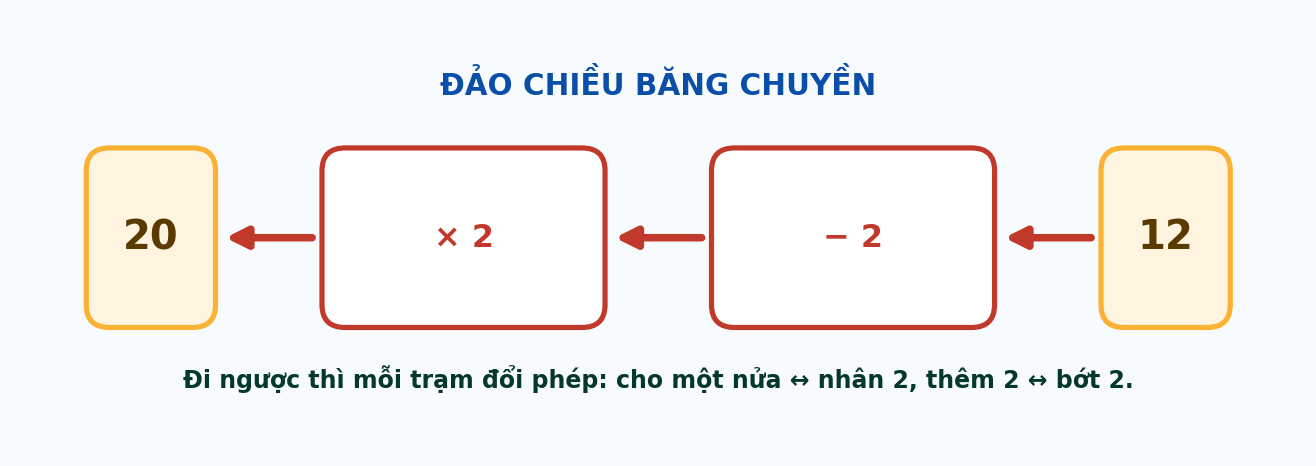 ĐẢO CHIỀU BĂNG CHUYỀN
20 × 2 − 2 12
Đi ngược thì mỗi trạm đổi phép: cho một nửa ↔ nhân 2, thêm 2 ↔ bớt 2.